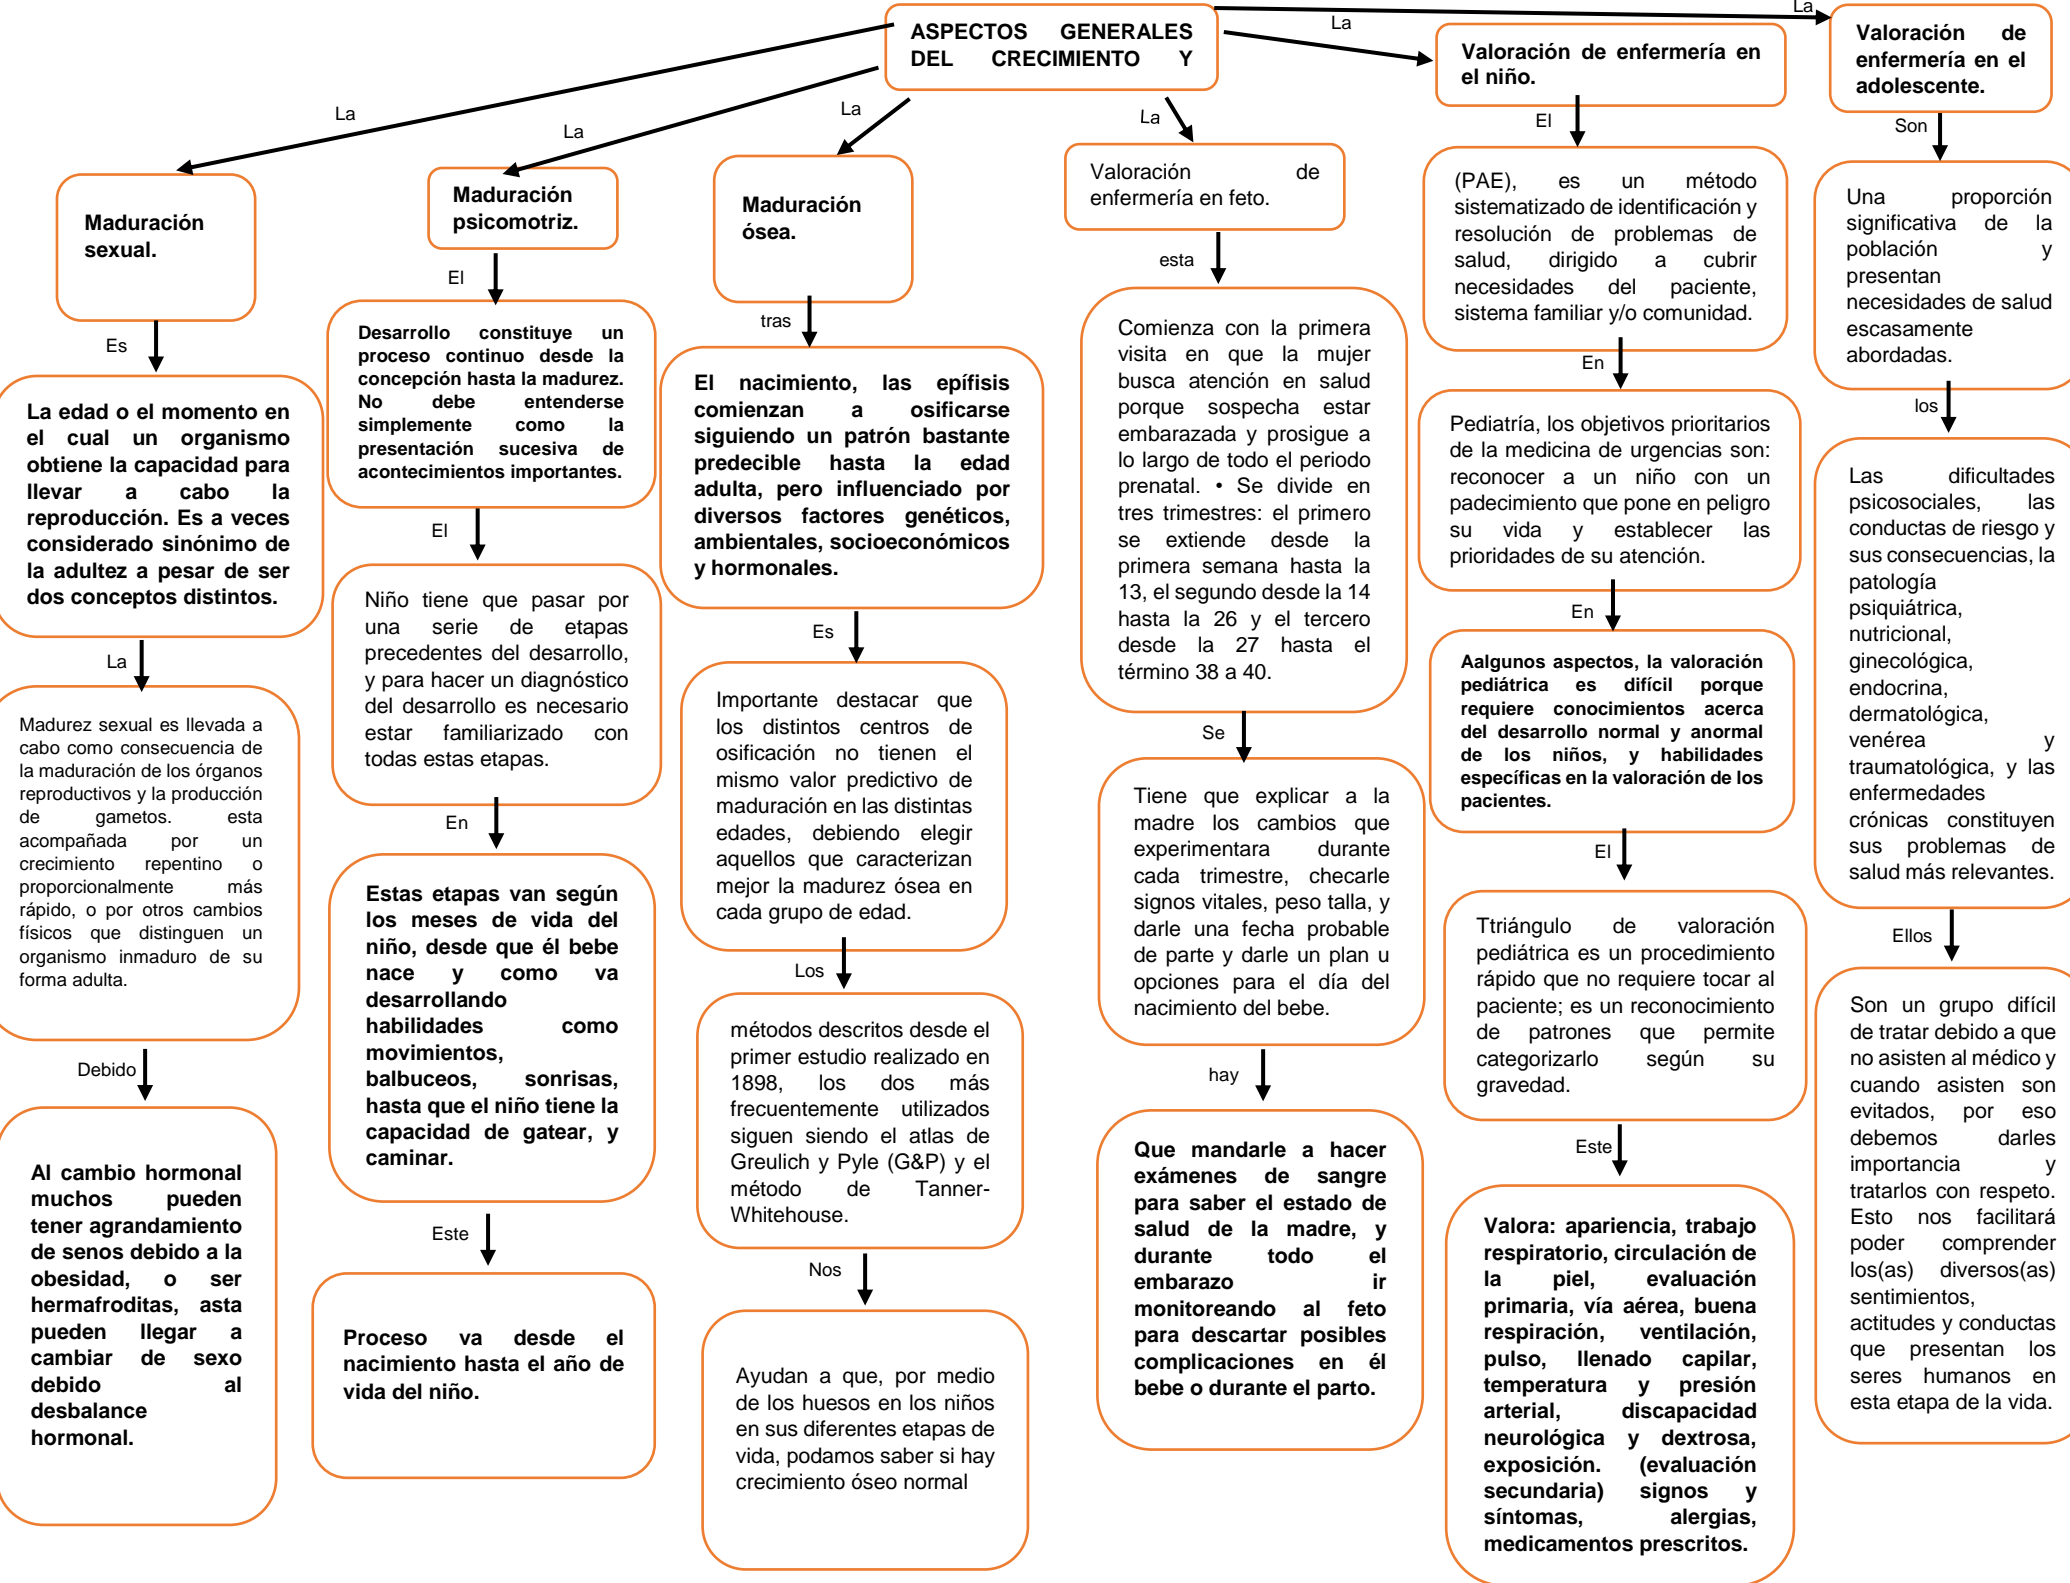 ASPECTOS GENERALES
DEL CRECIMIENTO Y
La
La
La
La
La
La
Maduración
sexual.
Es
La edad o el momento en
el cual un organismo
obtiene la capacidad para
llevar a cabo la
reproducción. Es a veces
considerado sinónimo de
la adultez a pesar de ser
dos conceptos distintos.
La
Madurez sexual es llevada a
cabo como consecuencia de
la maduración de los órganos
reproductivos y la producción
de gametos. esta
acompañada por un
crecimiento repentino o
proporcionalmente más
rápido, o por otros cambios
físicos que distinguen un
organismo inmaduro de su
forma adulta.
Debido
Al cambio hormonal
muchos pueden
tener agrandamiento
de senos debido a la
obesidad, o ser
hermafroditas, asta
pueden llegar a
cambiar de sexo
debido al
desbalance
hormonal.
Maduración
psicomotriz.
El
Desarrollo constituye un
proceso continuo desde la
concepción hasta la madurez.
No debe entenderse
simplemente como la
presentación sucesiva de
acontecimientos importantes.
El
Niño tiene que pasar por
una serie de etapas
precedentes del desarrollo,
y para hacer un diagnóstico
del desarrollo es necesario
estar familiarizado con
todas estas etapas.
En
Estas etapas van según
los meses de vida del
niño, desde que él bebe
nace y como va
desarrollando
habilidades como
movimientos,
balbuceos, sonrisas,
hasta que el niño tiene la
capacidad de gatear, y
caminar.
Este
Proceso va desde el
nacimiento hasta el año de
vida del niño.
Maduración
ósea.
tras
El nacimiento, las epífisis
comienzan a osificarse
siguiendo un patrón bastante
predecible hasta la edad
adulta, pero influenciado por
diversos factores genéticos,
ambientales, socioeconómicos
y hormonales.
Es
Importante destacar que
los distintos centros de
osificación no tienen el
mismo valor predictivo de
maduración en las distintas
edades, debiendo elegir
aquellos que caracterizan
mejor la madurez ósea en
cada grupo de edad.
Los
métodos descritos desde el
primer estudio realizado en
1898, los dos más
frecuentemente utilizados
siguen siendo el atlas de
Greulich y Pyle (G&P) y el
método de Tanner-
Whitehouse.
Nos
Ayudan a que, por medio
de los huesos en los niños
en sus diferentes etapas de
vida, podamos saber si hay
crecimiento óseo normal
Valoración de
enfermería en feto.
esta
Comienza con la primera
visita en que la mujer
busca atención en salud
porque sospecha estar
embarazada y prosigue a
lo largo de todo el periodo
prenatal. • Se divide en
tres trimestres: el primero
se extiende desde la
primera semana hasta la
13, el segundo desde la 14
hasta la 26 y el tercero
desde la 27 hasta el
término 38 a 40.
Se
Tiene que explicar a la
madre los cambios que
experimentara durante
cada trimestre, checarle
signos vitales, peso talla, y
darle una fecha probable
de parte y darle un plan u
opciones para el día del
nacimiento del bebe.
hay
Que mandarle a hacer
exámenes de sangre
para saber el estado de
salud de la madre, y
durante todo el
embarazo ir
monitoreando al feto
para descartar posibles
complicaciones en él
bebe o durante el parto.
Valoración de enfermería en
el niño.
El
(PAE), es un método
sistematizado de identificación y
resolución de problemas de
salud, dirigido a cubrir
necesidades del paciente,
sistema familiar y/o comunidad.
En
Pediatría, los objetivos prioritarios
de la medicina de urgencias son:
reconocer a un niño con un
padecimiento que pone en peligro
su vida y establecer las
prioridades de su atención.
En
Aalgunos aspectos, la valoración
pediátrica es difícil porque
requiere conocimientos acerca
del desarrollo normal y anormal
de los niños, y habilidades
específicas en la valoración de los
pacientes.
El
Ttriángulo de valoración
pediátrica es un procedimiento
rápido que no requiere tocar al
paciente; es un reconocimiento
de patrones que permite
categorizarlo según su
gravedad.
Este
Valora: apariencia, trabajo
respiratorio, circulación de
la piel, evaluación
primaria, vía aérea, buena
respiración, ventilación,
pulso, llenado capilar,
temperatura y presión
arterial, discapacidad
neurológica y dextrosa,
exposición. (evaluación
secundaria) signos y
síntomas, alergias,
medicamentos prescritos.
Valoración de
enfermería en el
adolescente.
Son
Una proporción
significativa de la
población y
presentan
necesidades de salud
escasamente
abordadas.
los
Las dificultades
psicosociales, las
conductas de riesgo y
sus consecuencias, la
patología
psiquiátrica,
nutricional,
ginecológica,
endocrina,
dermatológica,
venérea y
traumatológica, y las
enfermedades
crónicas constituyen
sus problemas de
salud más relevantes.
Ellos
Son un grupo difícil
de tratar debido a que
no asisten al médico y
cuando asisten son
evitados, por eso
debemos darles
importancia y
tratarlos con respeto.
Esto nos facilitará
poder comprender
los(as) diversos(as)
sentimientos,
actitudes y conductas
que presentan los
seres humanos en
esta etapa de la vida.